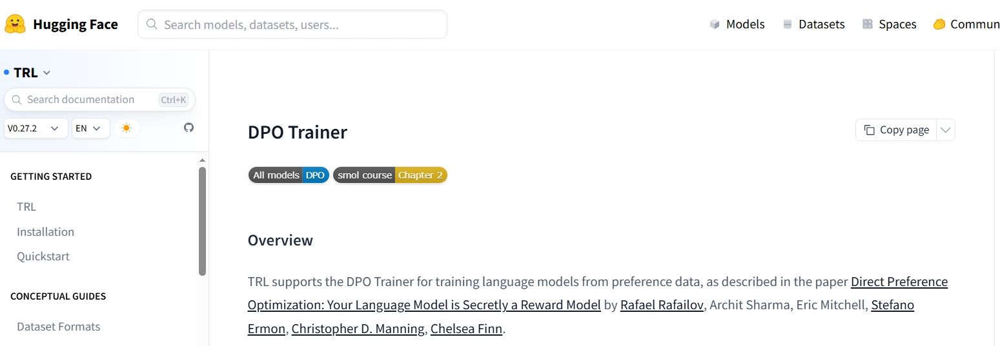 Hugging Face
Search models, datasets, users...
Models
Datasets
Spaces
Commun
TRL
Search documentation
Ctrl+K
V0.27.2
EN
GETTING STARTED
TRL
Installation
Quickstart
CONCEPTUAL GUIDES
Dataset Formats
DPO Trainer
Copy page
All models DPO
smol course Chapter 2
Overview
TRL supports the DPO Trainer for training language models from preference data, as described in the paper Direct Preference
Optimization: Your Language Model is Secretly a Reward Model by Rafael Rafailov, Archit Sharma, Eric Mitchell, Stefano
Ermon, Christopher D. Manning, Chelsea Finn.